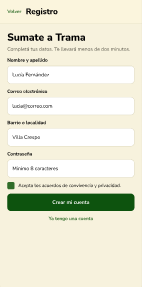 Volver Registro
Sumate a Trama
Completá tus datos. Te llevará menos de dos minutos.
Nombre y apellido
Lucía Fernández
Correo electrónico
lucia@correo.com
Barrio o localidad
Villa Crespo
Contraseña
Mínimo 8 caracteres
Acepto los acuerdos de convivencia y privacidad.
Crear mi cuenta
Ya tengo una cuenta